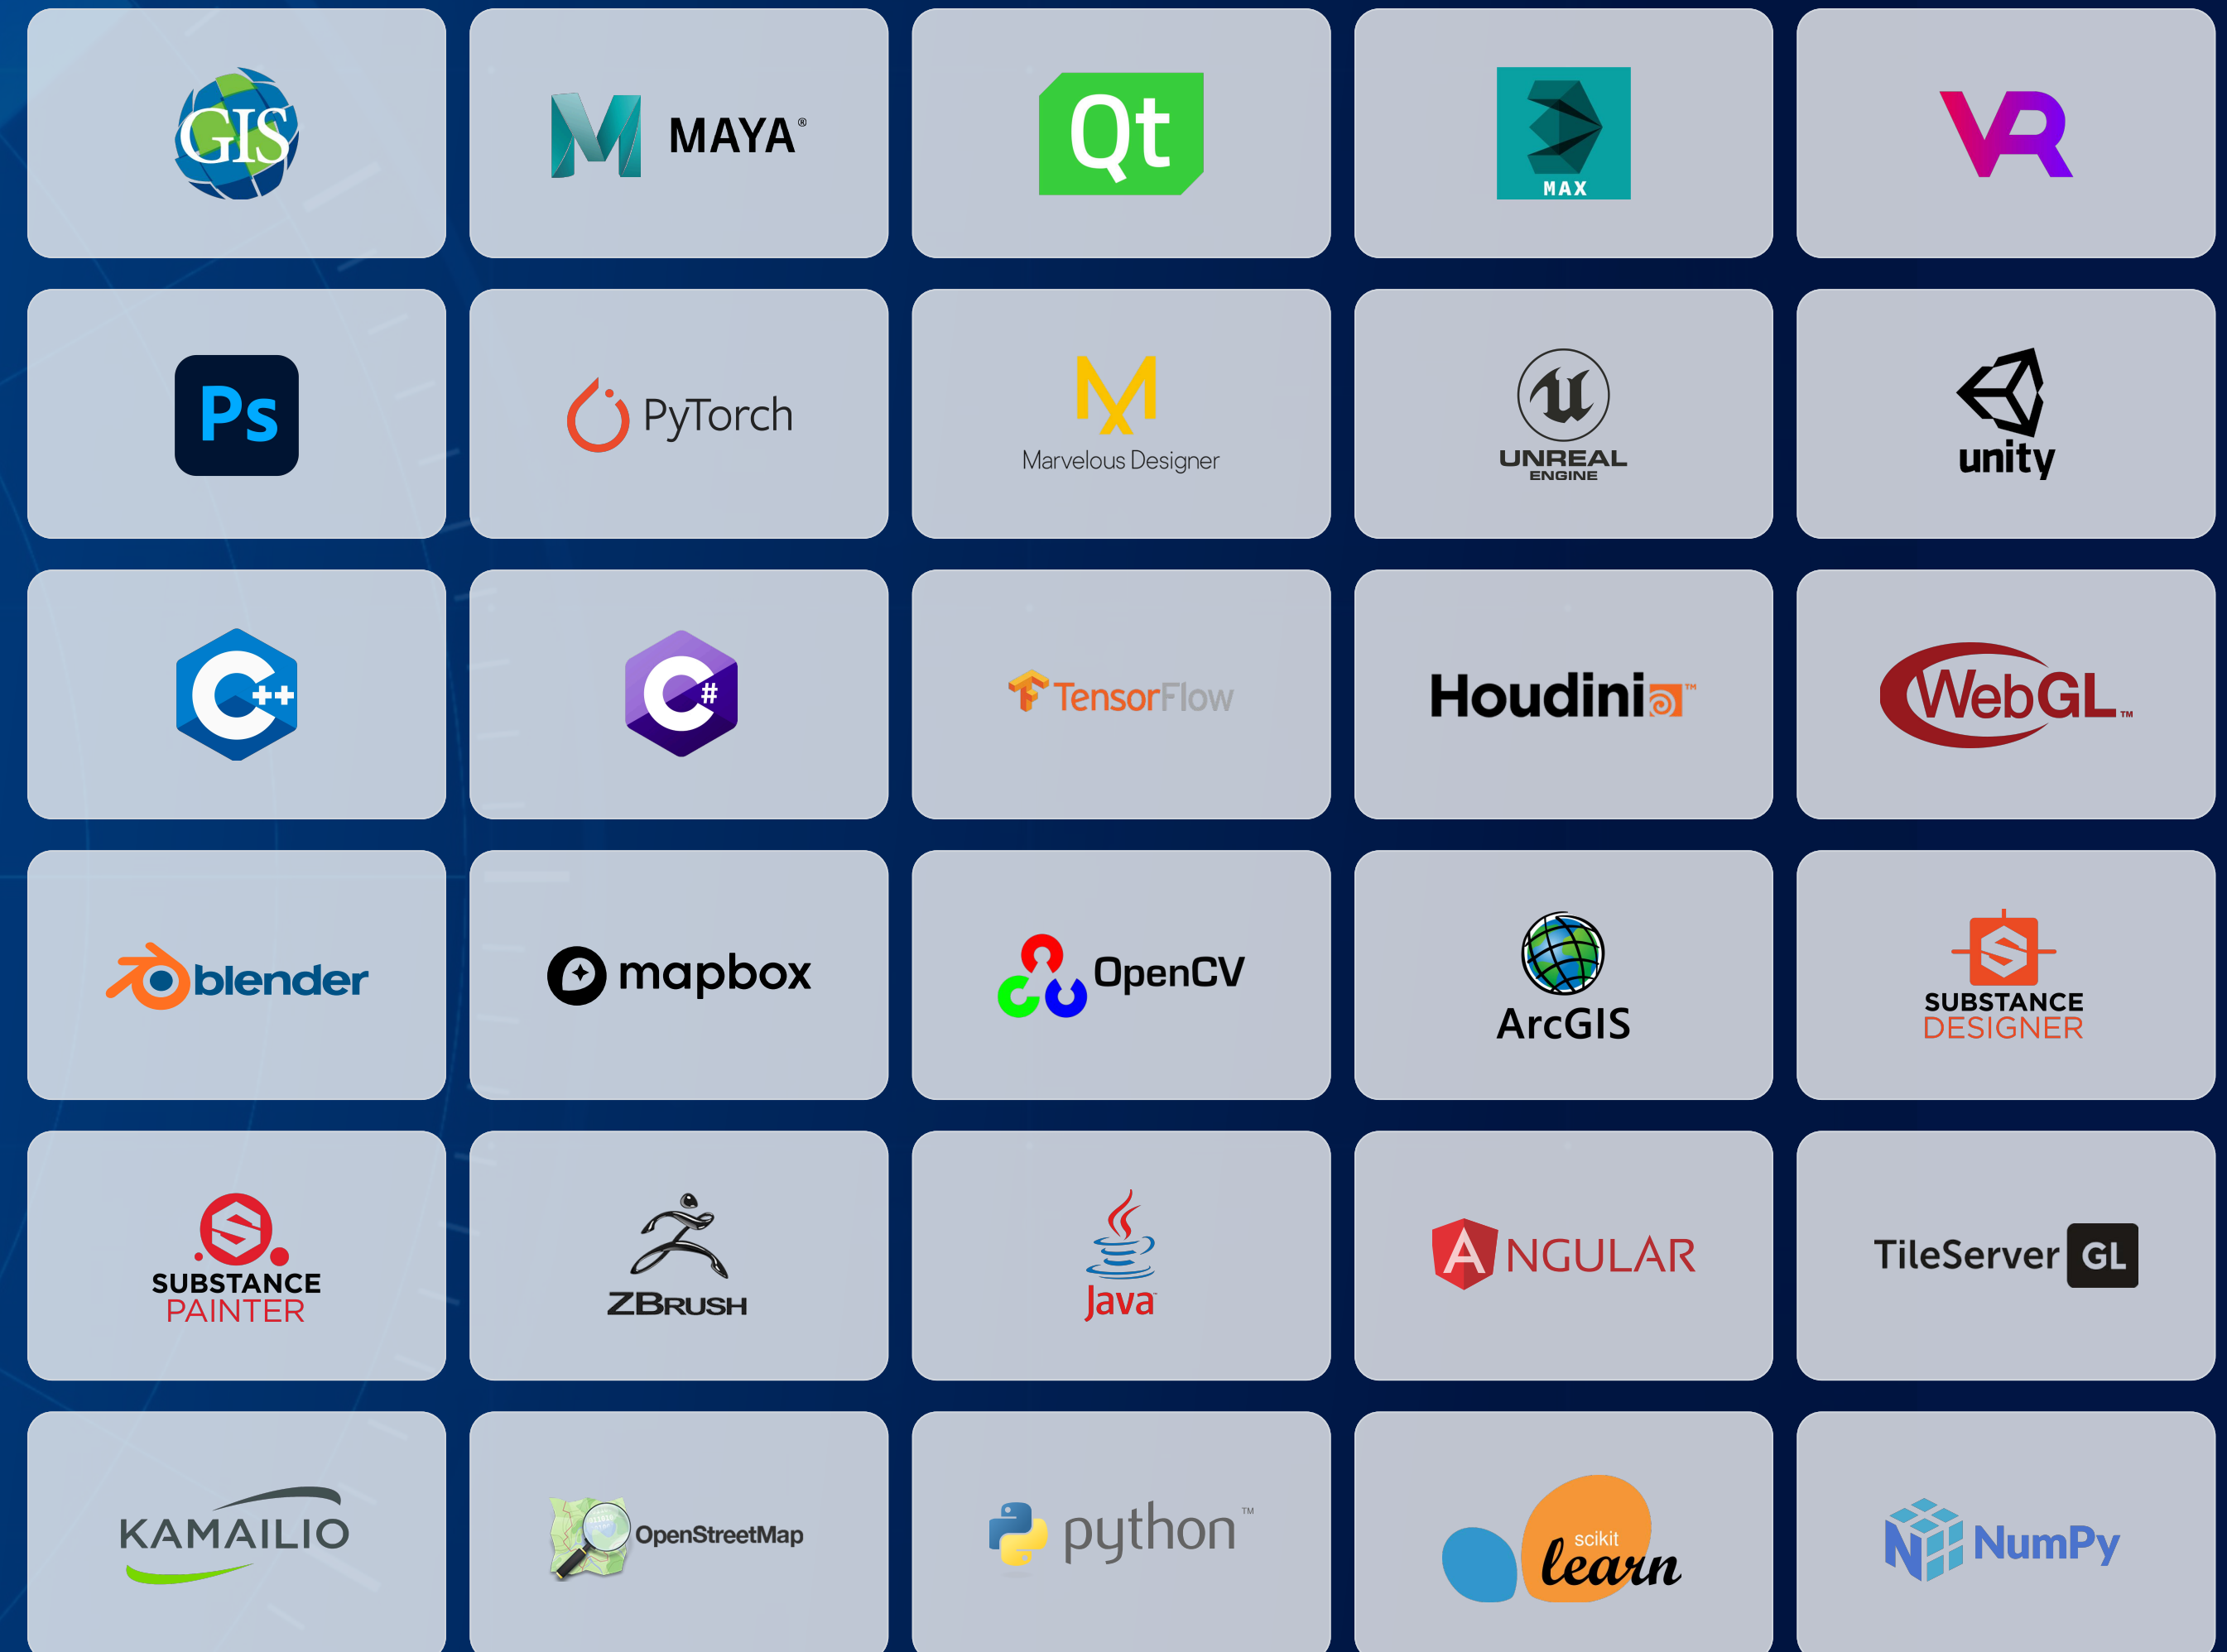 GIS
MAYA®
Qt
MAX
VR
Ps
PyTorch
Marvelous Designer
UNREAL
ENGINE
unity
C++
C#
TensorFlow
Houdini™
WebGL™
blender
mapbox
OpenCV
ArcGIS
SUBSTANCE
DESIGNER
SUBSTANCE
PAINTER
ZBRUSH
Java™
ANGULAR
TileServer GL
KAMAILIO
OpenStreetMap
python™
scikit
learn
NumPy